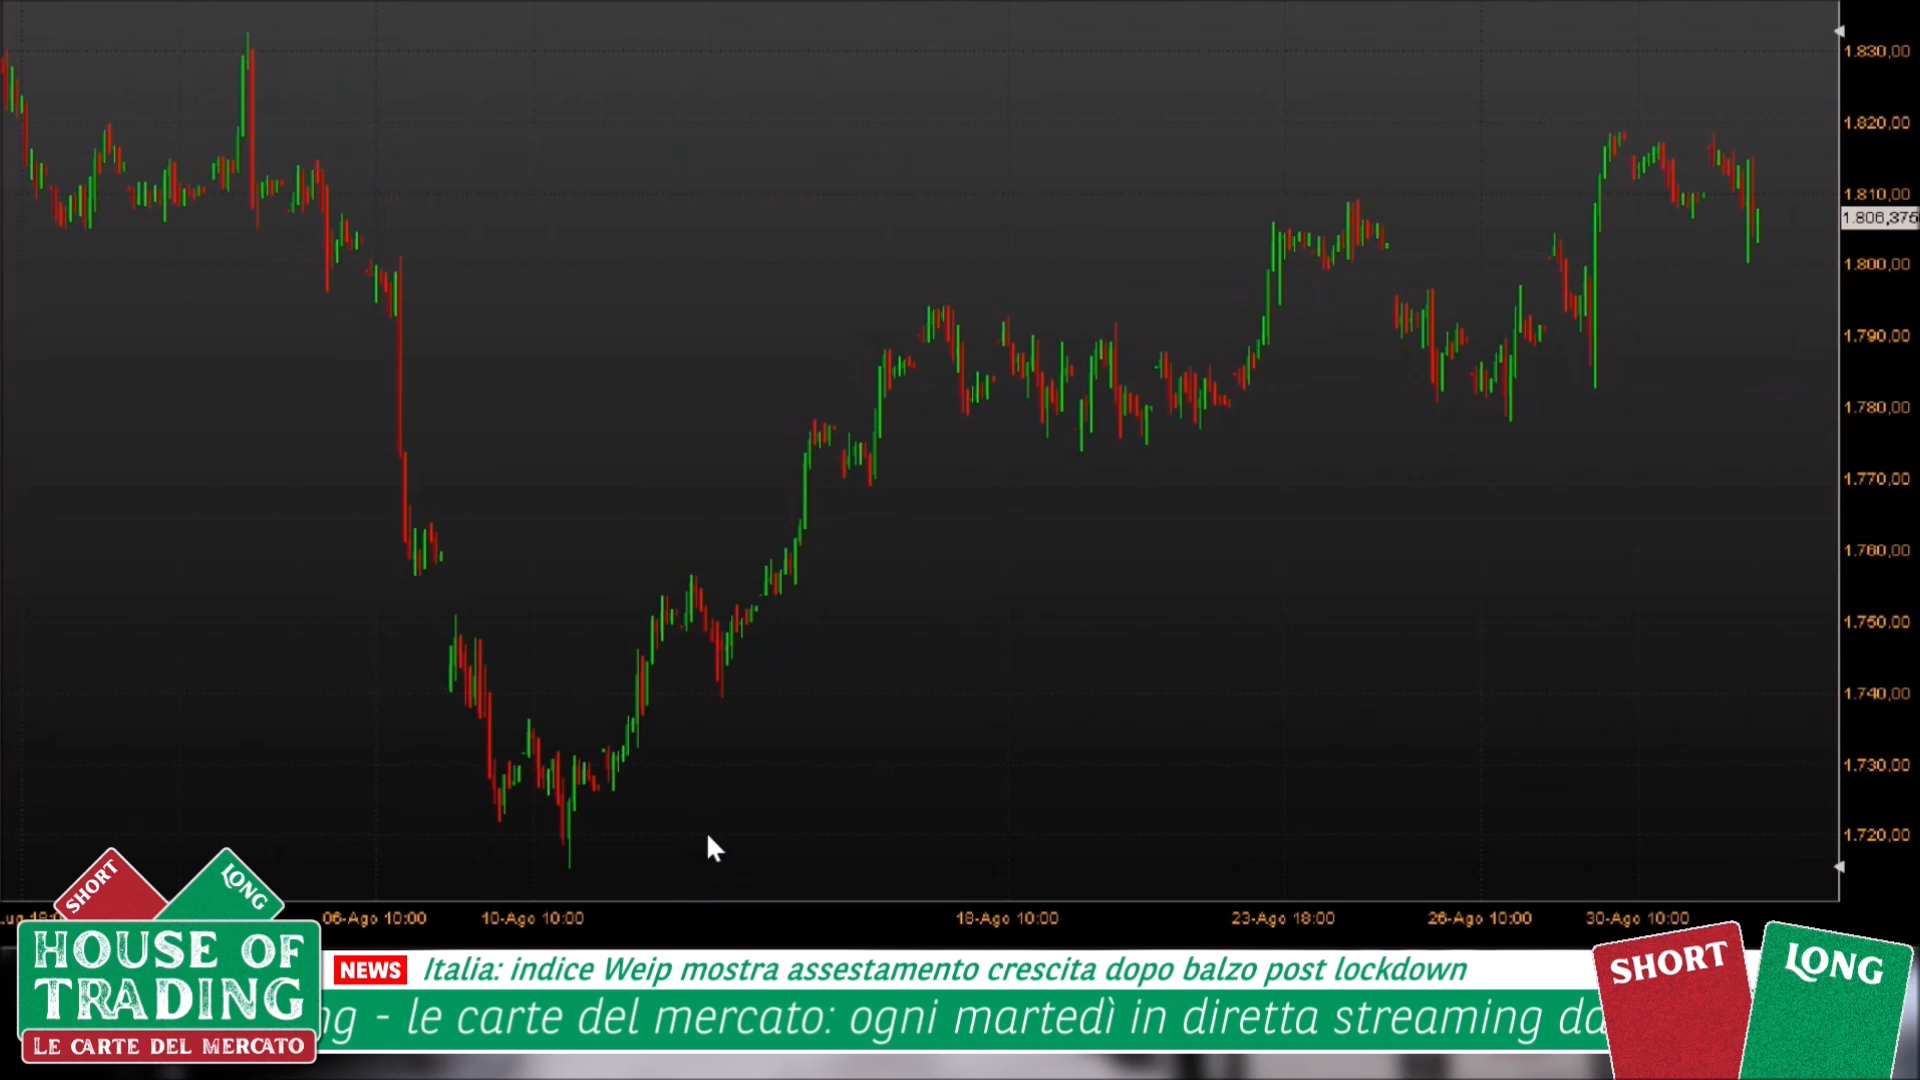 1.830,00
1.820,00
1.810,00
1.806,375
1.800,00
1.790,00
1.780,00
1.770,00
1.760,00
1.750,00
1.740,00
1.730,00
1.720,00
06-Ago 10:00
10-Ago 10:00
18-Ago 10:00
23-Ago 18:00
26-Ago 10:00
30-Ago 10:00
SHORT
LONG
HOUSE OF
TRADING
LE CARTE DEL MERCATO
NEWS Italia: indice Weip mostra assestamento crescita dopo balzo post lockdown
ng - le carte del mercato: ogni martedì in diretta streaming da
SHORT
LONG